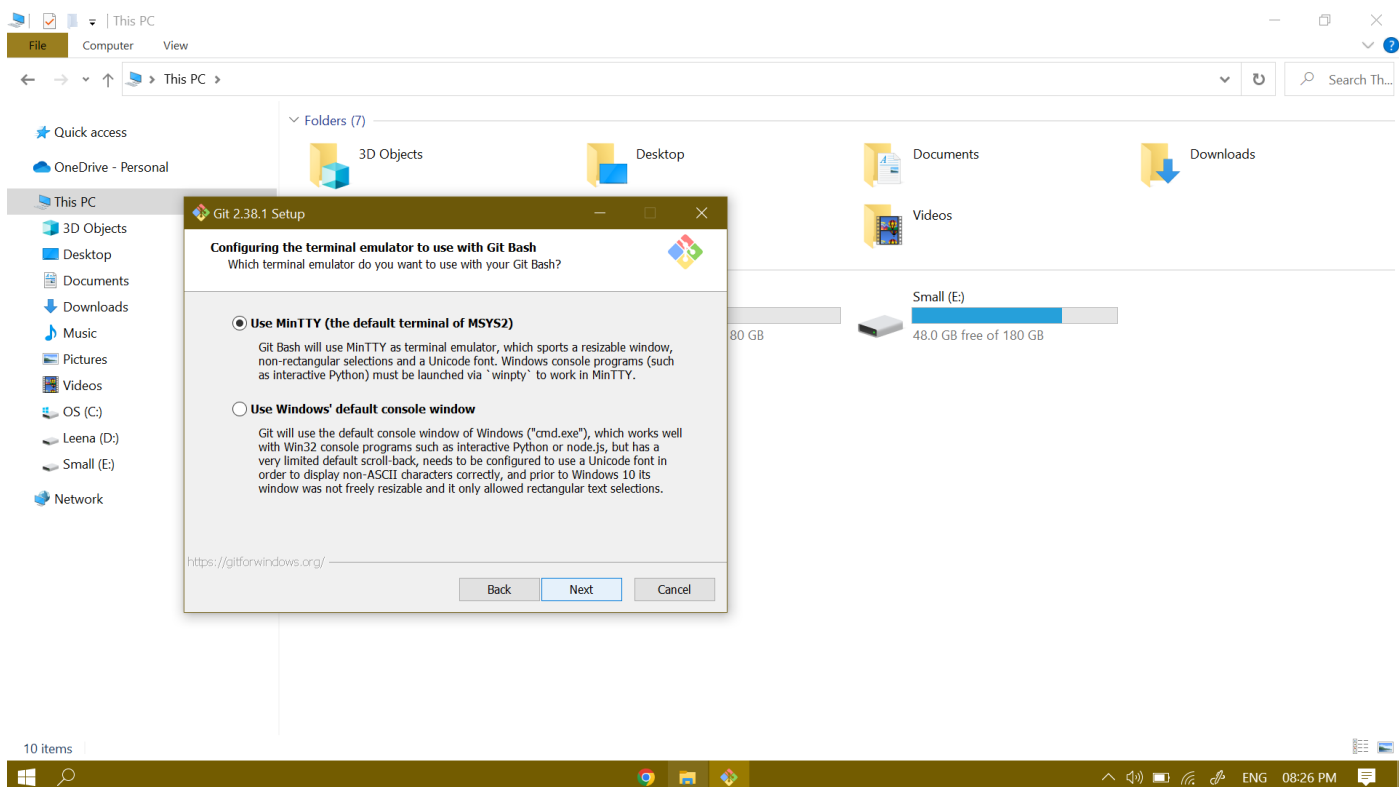 This PC
File Computer View
This PC
Search Th...
Quick access
OneDrive - Personal
This PC
3D Objects
Desktop
Documents
Downloads
Music
Pictures
Videos
OS (C:)
Leena (D:)
Small (E:)
Network
Folders (7)
3D Objects
Desktop
Documents
Downloads
Videos
80 GB
Small (E:)
48.0 GB free of 180 GB
Git 2.38.1 Setup
Configuring the terminal emulator to use with Git Bash
Which terminal emulator do you want to use with your Git Bash?
Use MinTTY (the default terminal of MSYS2)
Git Bash will use MinTTY as terminal emulator, which sports a resizable window,
non-rectangular selections and a Unicode font. Windows console programs (such
as interactive Python) must be launched via `winpty` to work in MinTTY.
Use Windows' default console window
Git will use the default console window of Windows ("cmd.exe"), which works well
with Win32 console programs such as interactive Python or node.js, but has a
very limited default scroll-back, needs to be configured to use a Unicode font in
order to display non-ASCII characters correctly, and prior to Windows 10 its
window was not freely resizable and it only allowed rectangular text selections.
https://gitforwindows.org/
Back Next Cancel
10 items
ENG 08:26 PM